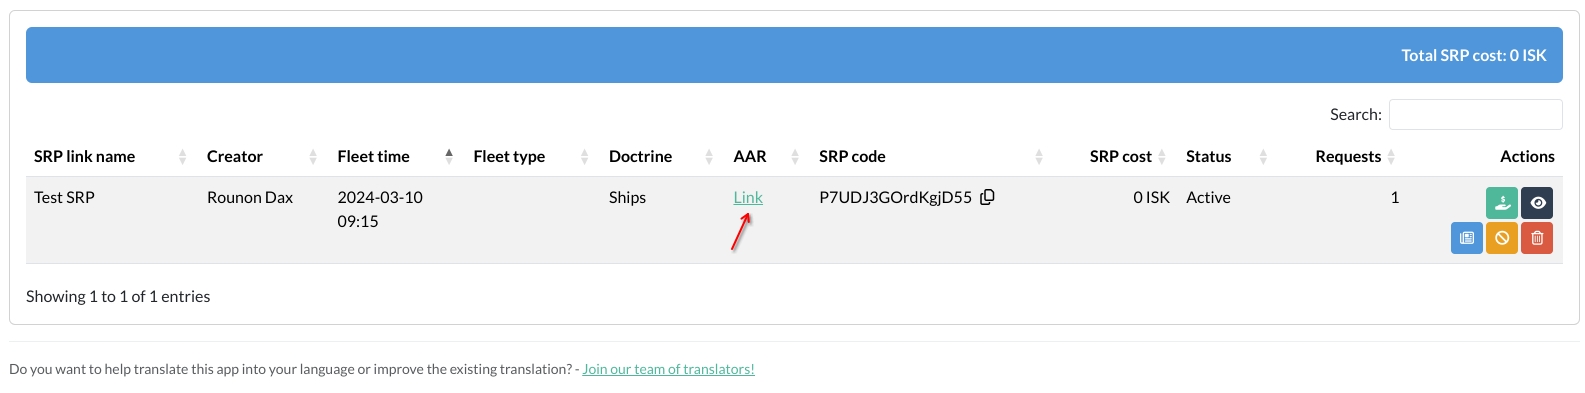 Total SRP cost: 0 ISK
Search:
SRP link name Creator Fleet time Fleet type Doctrine AAR SRP code SRP cost Status Requests Actions
Test SRP Rounon Dax 2024-03-10 Ships Link P7UDJ3GOrdKgjD55 0 ISK Active 1
09:15
Showing 1 to 1 of 1 entries
Do you want to help translate this app into your language or improve the existing translation? - Join our team of translators!